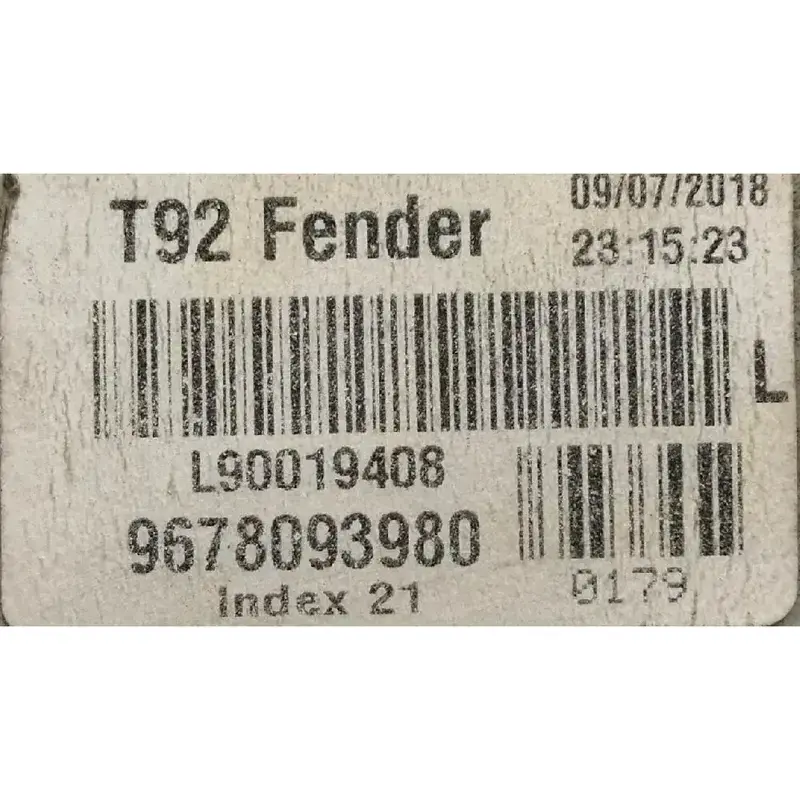 T92 Fender
09/07/2018
23:15:23
L
L90019408
9678093980
Index 21
0179